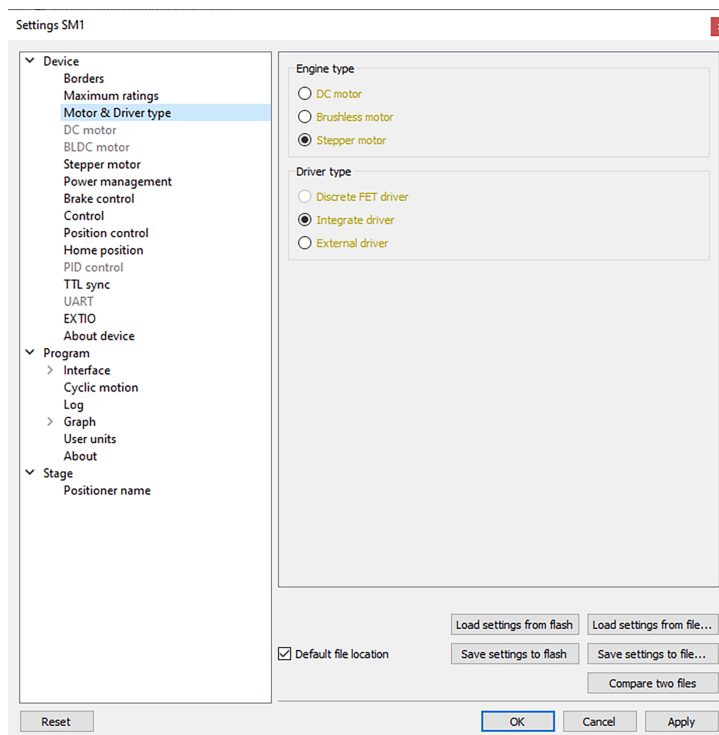 Settings SM1
Device
Borders
Maximum ratings
Motor & Driver type
DC motor
BLDC motor
Stepper motor
Power management
Brake control
Control
Position control
Home position
PID control
TTL sync
UART
EXTIO
About device
Program
Interface
Cyclic motion
Log
Graph
User units
About
Stage
Positioner name
Engine type
DC motor
Brushless motor
Stepper motor
Driver type
Discrete FET driver
Integrate driver
External driver
Load settings from flash
Load settings from file...
Default file location
Save settings to flash
Save settings to file...
Compare two files
Reset
OK
Cancel
Apply